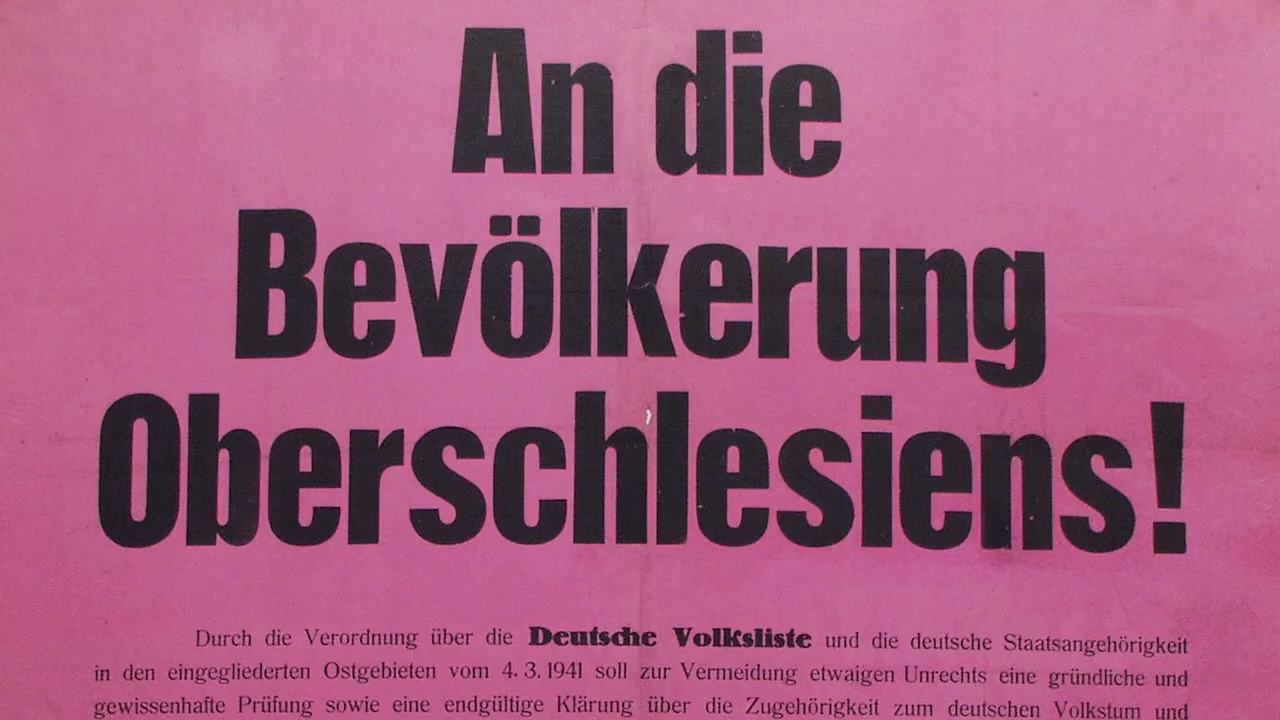 An die
Bevölkerung
Oberschlesiens!
Durch die Verordnung über die Deutsche Volksliste und die deutsche Staatsangehörigkeit
in den eingegliederten Ostgebieten vom 4. 3. 1941 soll zur Vermeidung etwaigen Unrechts eine gründliche und
gewissenhafte Prüfung sowie eine endgültige Klärung über die Zugehörigkeit zum deutschen Volkstum und